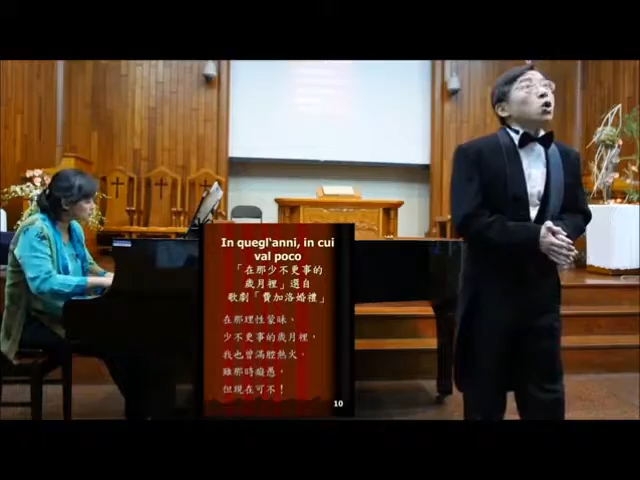 In quegl'anni, in cui
val poco
「在那少不更事的
歲月裡」選自
歌劇「費加洛婚禮」
在那理性蒙昧、
少不更事的歲月裡，
我也曾滿腔熱火，
雖那時癡愚，
但現在可不！
10